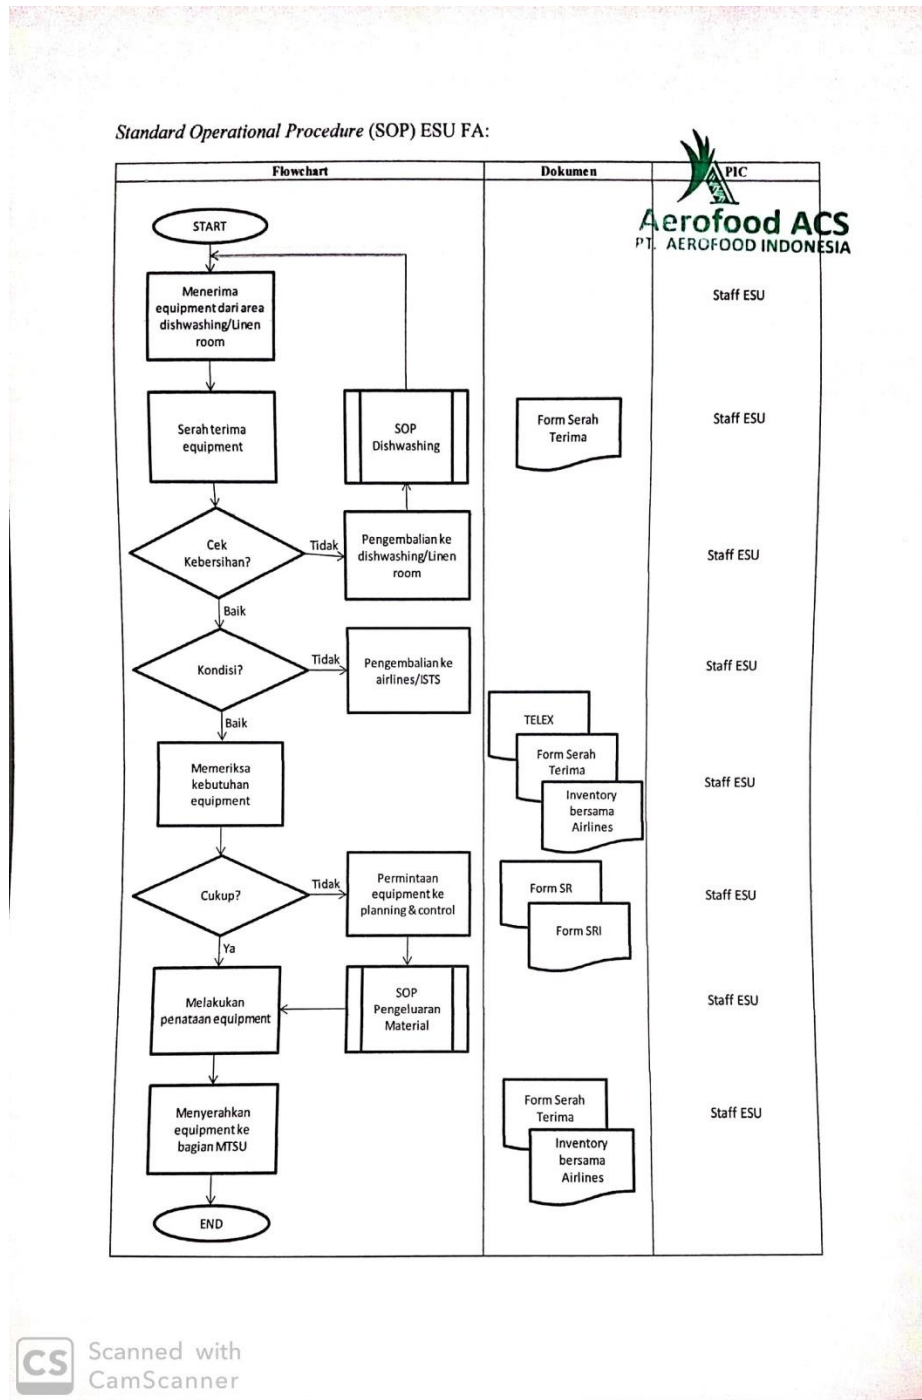 Standard Operational Procedure (SOP) ESU FA:
Flowchart
Dokumen
PIC
Aerofood ACS
PT. AEROFOOD INDONESIA
START
Menerima
equipment dari area
dishwashing/Linen
room
Staff ESU
Serah terima
equipment
SOP
Dishwashing
Form Serah
Terima
Staff ESU
Cek
Kebersihan?
Tidak
Pengembalian ke
dishwashing/Linen
room
Staff ESU
Baik
Kondisi?
Tidak
Pengembalian ke
airlines/ISTS
Staff ESU
Baik
Memeriksa
kebutuhan
equipment
TELEX
Form Serah
Terima
Inventory
bersama
Airlines
Staff ESU
Cukup?
Tidak
Permintaan
equipment ke
planning & control
Form SR
Form SRI
Staff ESU
Ya
Melakukan
penataan equipment
SOP
Pengeluaran
Material
Staff ESU
Menyerahkan
equipment ke
bagian MTSU
Form Serah
Terima
Inventory
bersama
Airlines
Staff ESU
END
CS
Scanned with
CamScanner